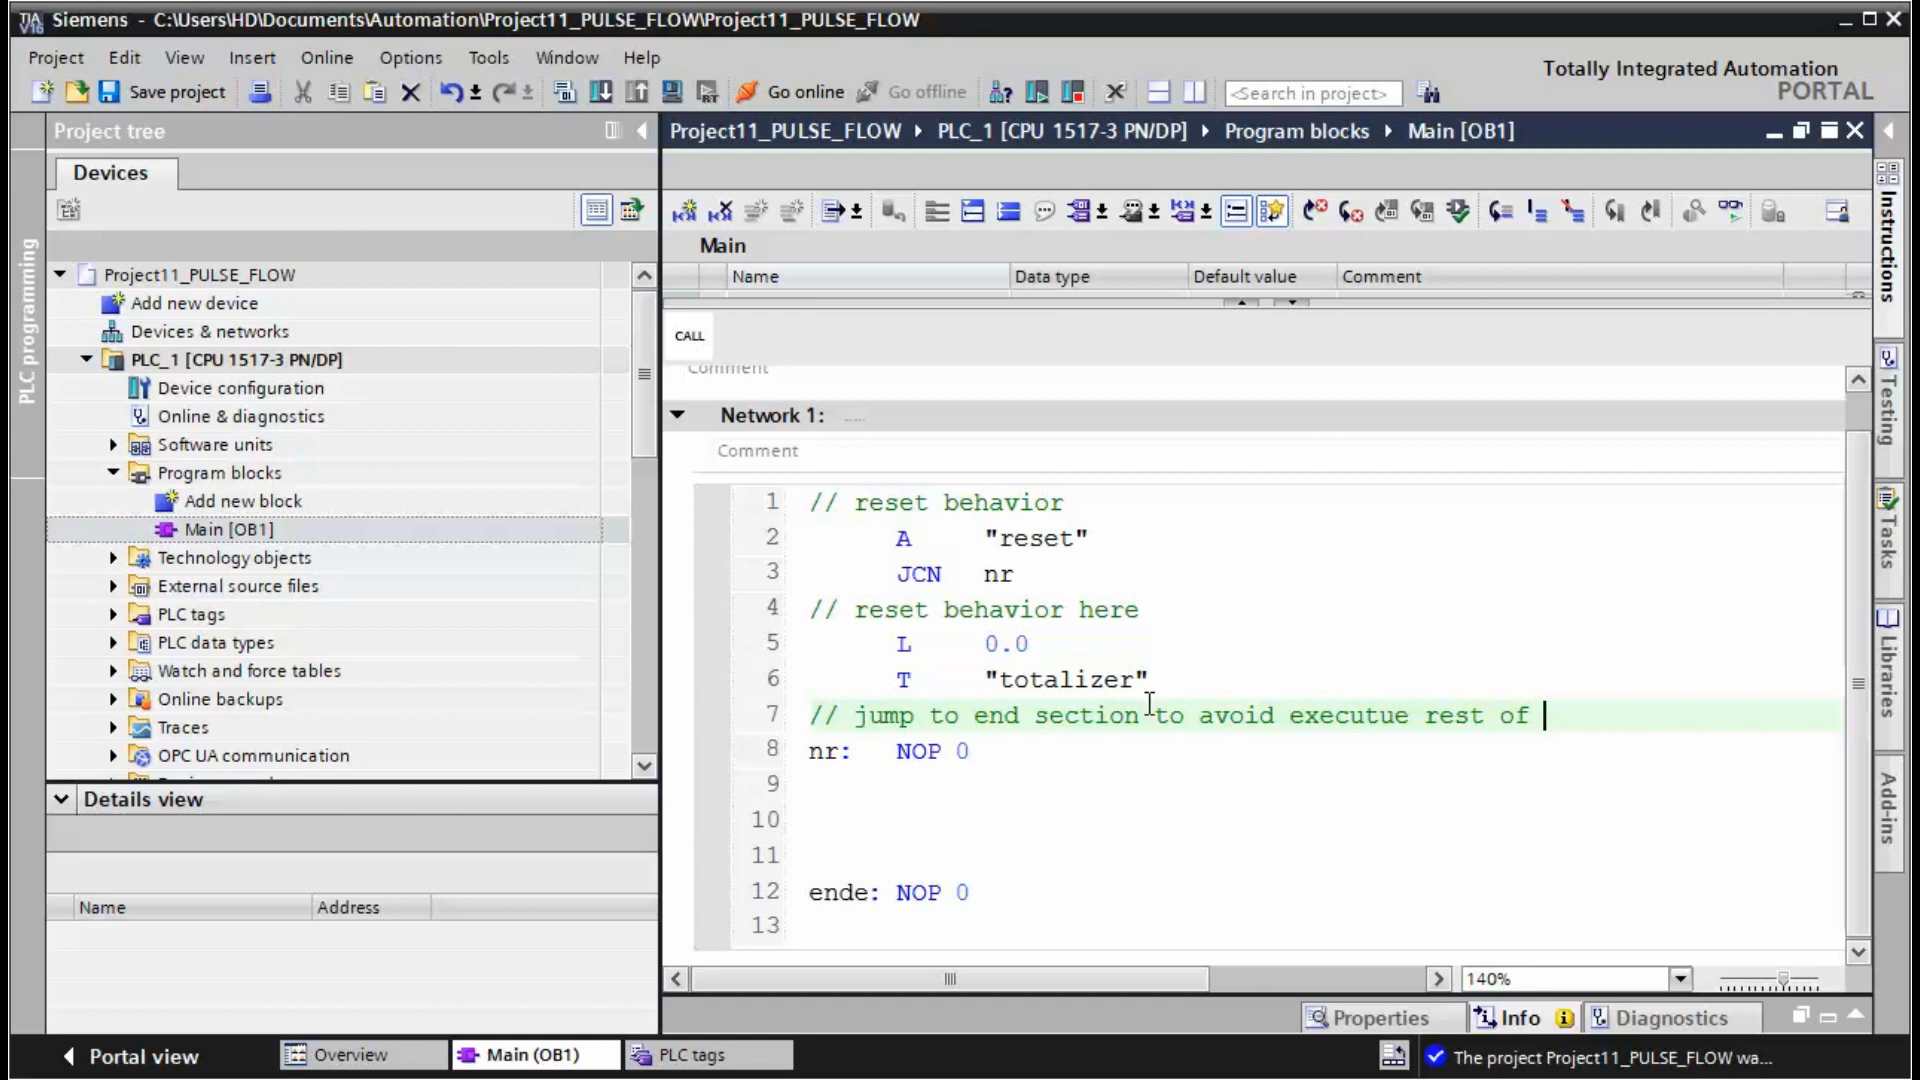 TIA V16 Siemens - C:\Users\HD\Documents\Automation\Project11_PULSE_FLOW\Project11_PULSE_FLOW
Project Edit View Insert Online Options Tools Window Help
Totally Integrated Automation
PORTAL
Save project Go online Go offline <Search in project>
Project tree
Project11_PULSE_FLOW PLC_1 [CPU 1517-3 PN/DP] Program blocks Main [OB1]
Devices
PLC programming
Project11_PULSE_FLOW
Add new device
Devices & networks
PLC_1 [CPU 1517-3 PN/DP]
Device configuration
Online & diagnostics
Software units
Program blocks
Add new block
Main [OB1]
Technology objects
External source files
PLC tags
PLC data types
Watch and force tables
Online backups
Traces
OPC UA communication
Details view
Name Address
Main
Name Data type Default value Comment
CALL
Comment
Network 1: .....
Comment
1 // reset behavior
2 A "reset"
3 JCN nr
4 // reset behavior here
5 L 0.0
6 T "totalizer"
7 // jump to end section to avoid executue rest of
8 nr: NOP 0
9
10
11
12 ende: NOP 0
13
140%
Properties Info Diagnostics
Instructions
Testing
Tasks
Libraries
Add-ins
Portal view Overview Main (OB1) PLC tags
The project Project11_PULSE_FLOW wa...